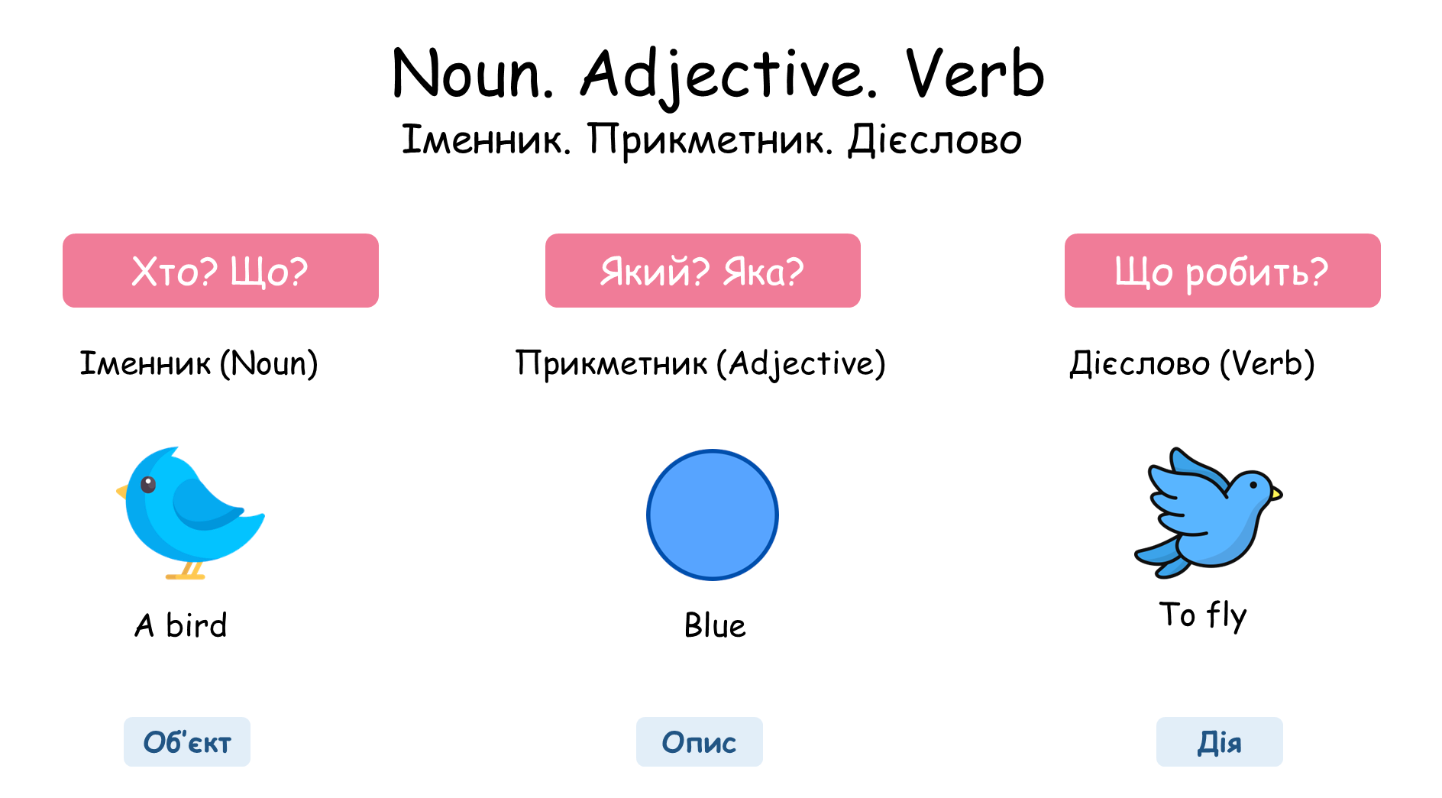 Noun. Adjective. Verb
Іменник. Прикметник. Дієслово
Хто? Що?
Який? Яка?
Що робить?
Іменник (Noun)
Прикметник (Adjective)
Дієслово (Verb)
A bird
Blue
To fly
Об'єкт
Опис
Дія